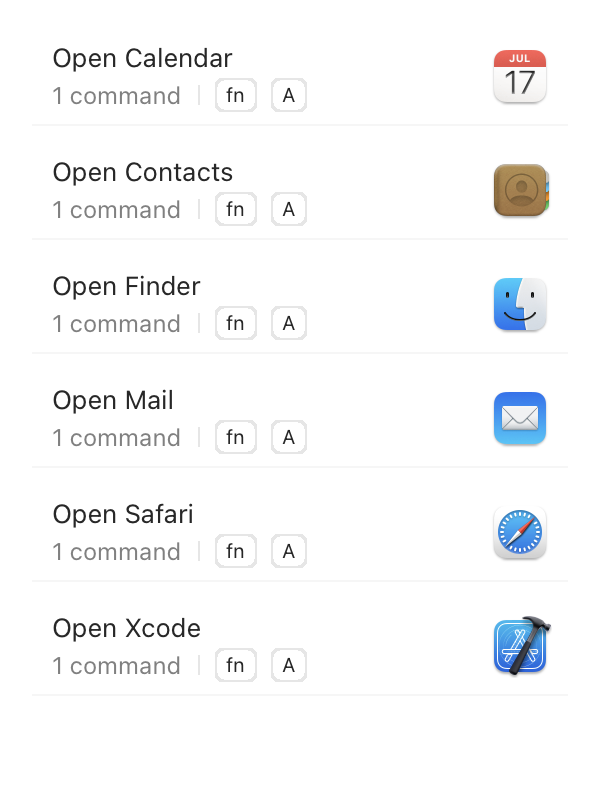 Open Calendar
1 command fn A
JUL
17
Open Contacts
1 command fn A
Open Finder
1 command fn A
Open Mail
1 command fn A
Open Safari
1 command fn A
Open Xcode
1 command fn A